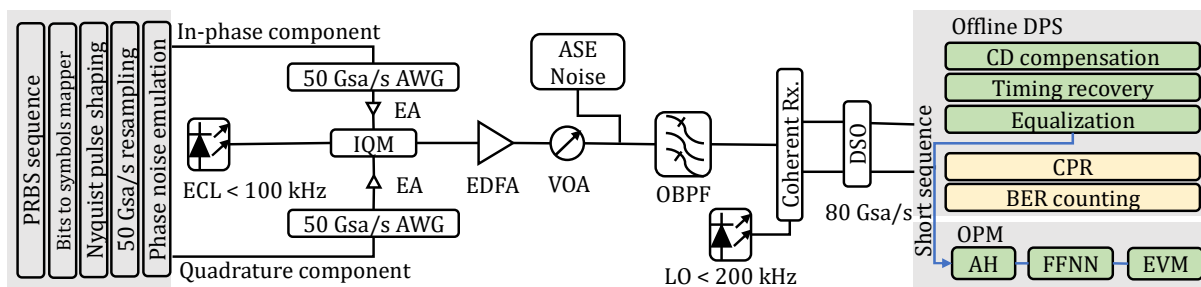 PRBS sequence
Bits to symbols mapper
Nyquist pulse shaping
50 Gsa/s resampling
Phase noise emulation
In-phase component
50 Gsa/s AWG
EA
ECL < 100 kHz
IQM
EA
50 Gsa/s AWG
Quadrature component
EDFA
VOA
ASE
Noise
OBPF
LO < 200 kHz
Coherent Rx.
DSO
80 Gsa/s
Short sequence
Offline DPS
CD compensation
Timing recovery
Equalization
CPR
BER counting
OPM
AH
FFNN
EVM